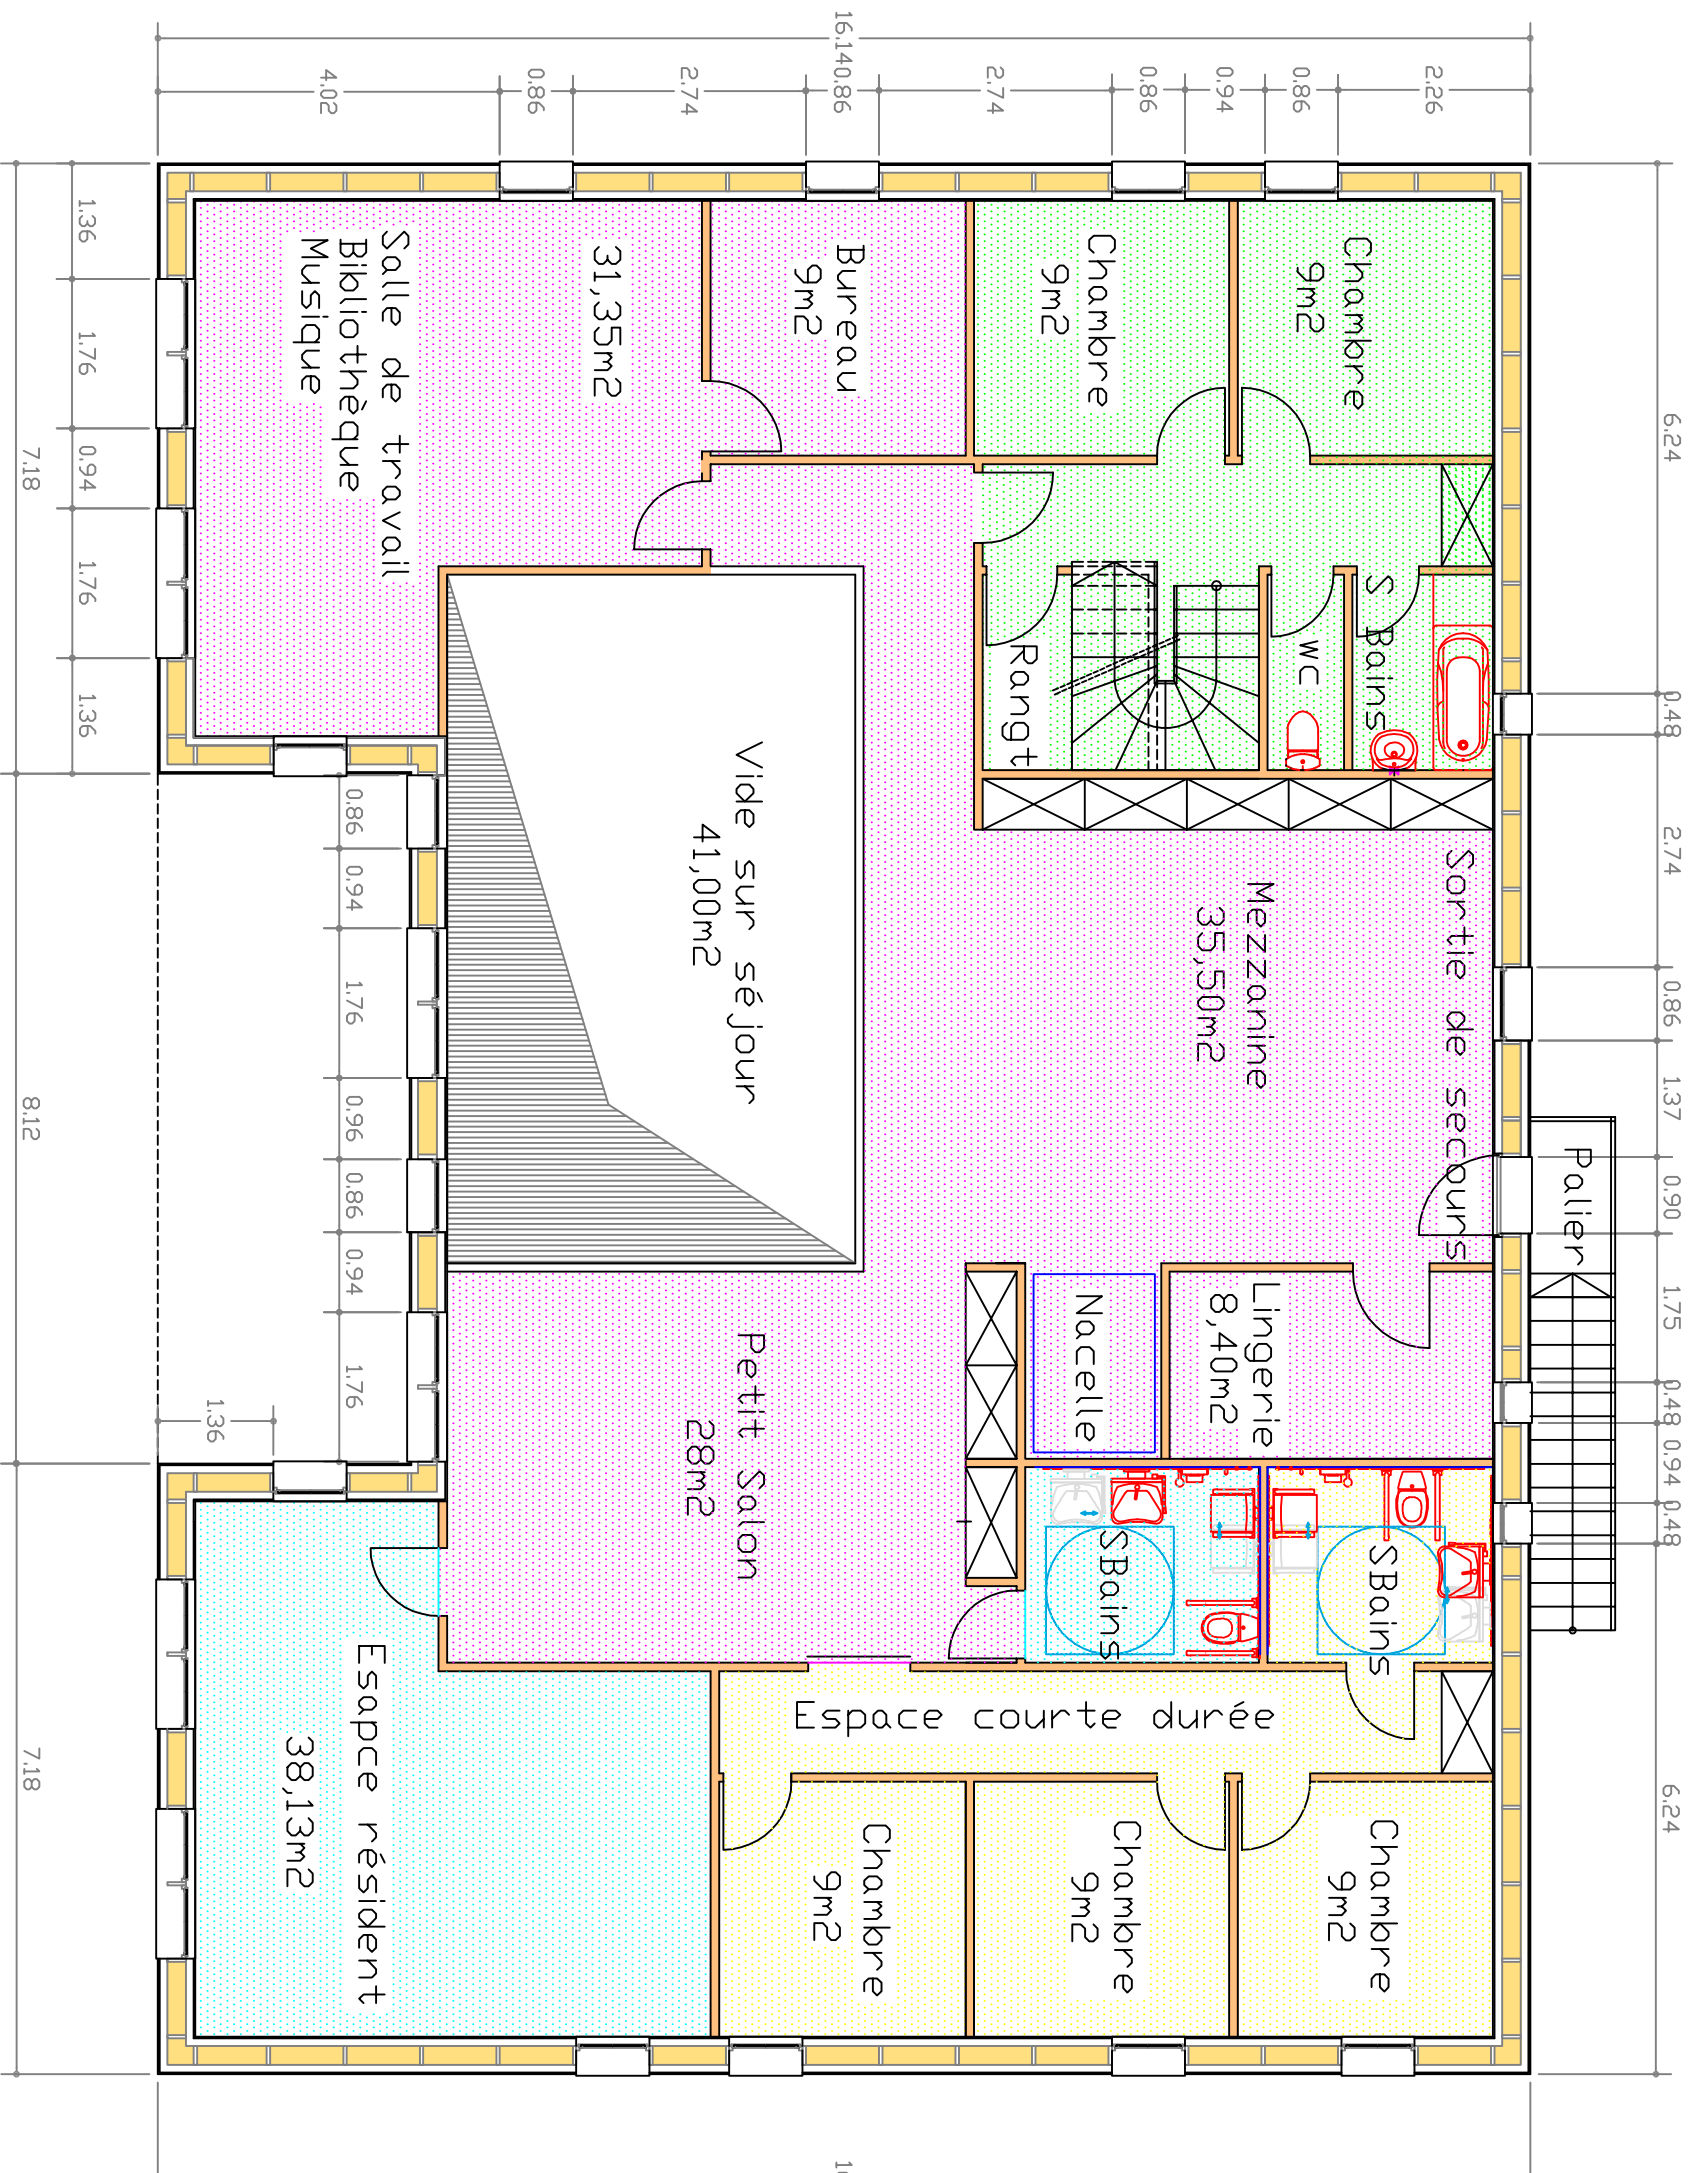 6.24
0.48
2.74
0.86
1.37
0.90
1.75
0.48
0.94
0.48
6.24
Palier
2.26
0.86
0.94
0.86
2.74
0.86
16.14
2.74
0.86
4.02
Chambre
9m2
Chambre
9m2
Bureau
9m2
31,35m2
Salle de travail
Bibliothèque
Musique
S Bains
WC
Rangt
Sortie de secours
Mezzanine
35,50m2
Vide sur séjour
41,00m2
Lingerie
8,40m2
Nacelle
Petit Salon
28m2
SBains
SBains
Espace courte durée
Chambre
9m2
Chambre
9m2
Chambre
9m2
Esapce résident
38,13m2
0.86
0.94
1.76
0.96
0.86
0.94
1.76
1.36
1.36
1.76
0.94
1.76
1.36
7.18
8.12
7.18